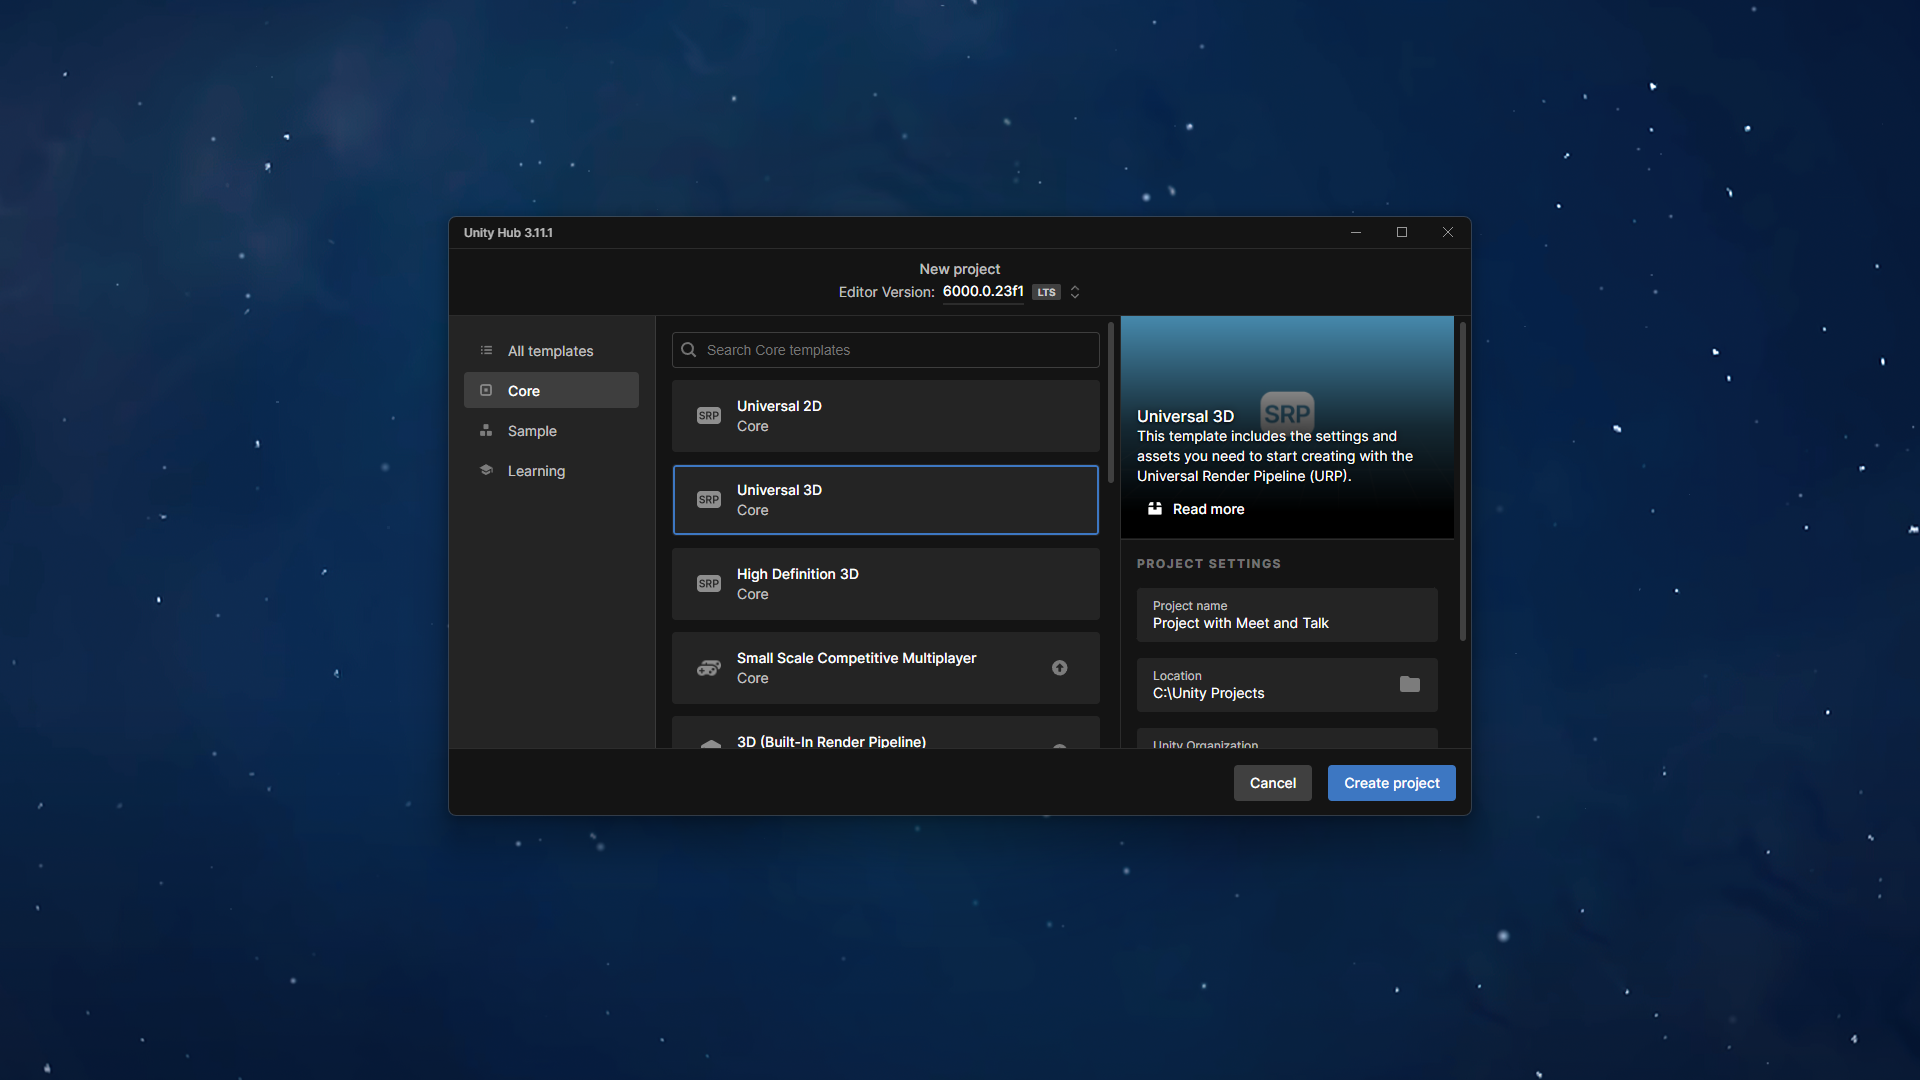 Unity Hub 3.11.1
New project
Editor Version: 6000.0.23f1 LTS
All templates
Core
Sample
Learning
Search Core templates
SRP
Universal 2D
Core
SRP
Universal 3D
Core
SRP
High Definition 3D
Core
Small Scale Competitive Multiplayer
Core
3D (Built-In Render Pipeline)
SRP
Universal 3D
This template includes the settings and
assets you need to start creating with the
Universal Render Pipeline (URP).
Read more
PROJECT SETTINGS
Project name
Project with Meet and Talk
Location
C:\Unity Projects
Unity Organization
Cancel
Create project